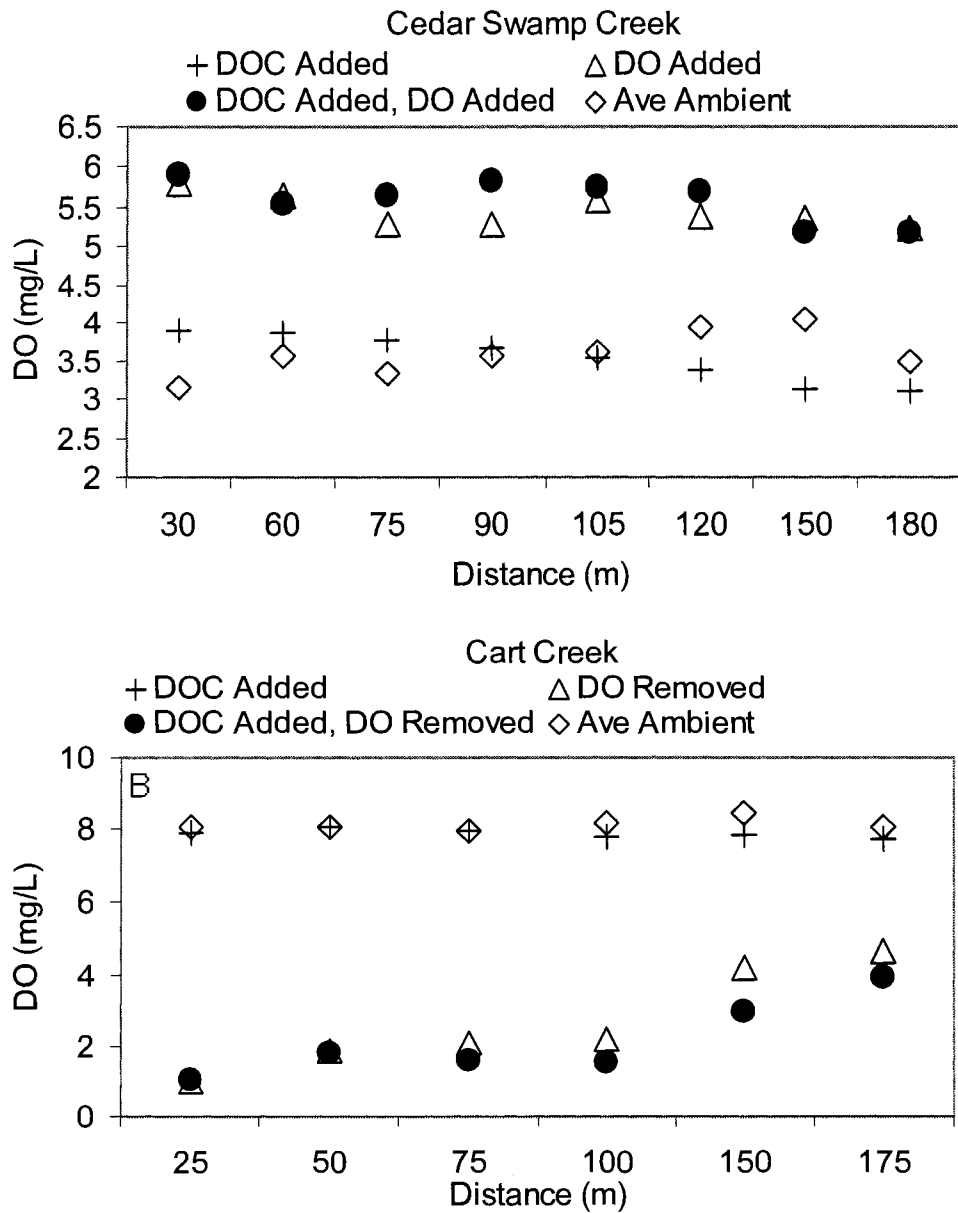 Cedar Swamp Creek
DOC Added DO Added
DOC Added, DO Added Ave Ambient
6.5
6
5.5
5
4.5
4
3.5
3
2.5
2
DO (mg/L)
30 60 75 90 105 120 150 180
Distance (m)
Cart Creek
DOC Added DO Removed
DOC Added, DO Removed Ave Ambient
B
10
8
6
4
2
0
DO (mg/L)
25 50 75 100 150 175
Distance (m)